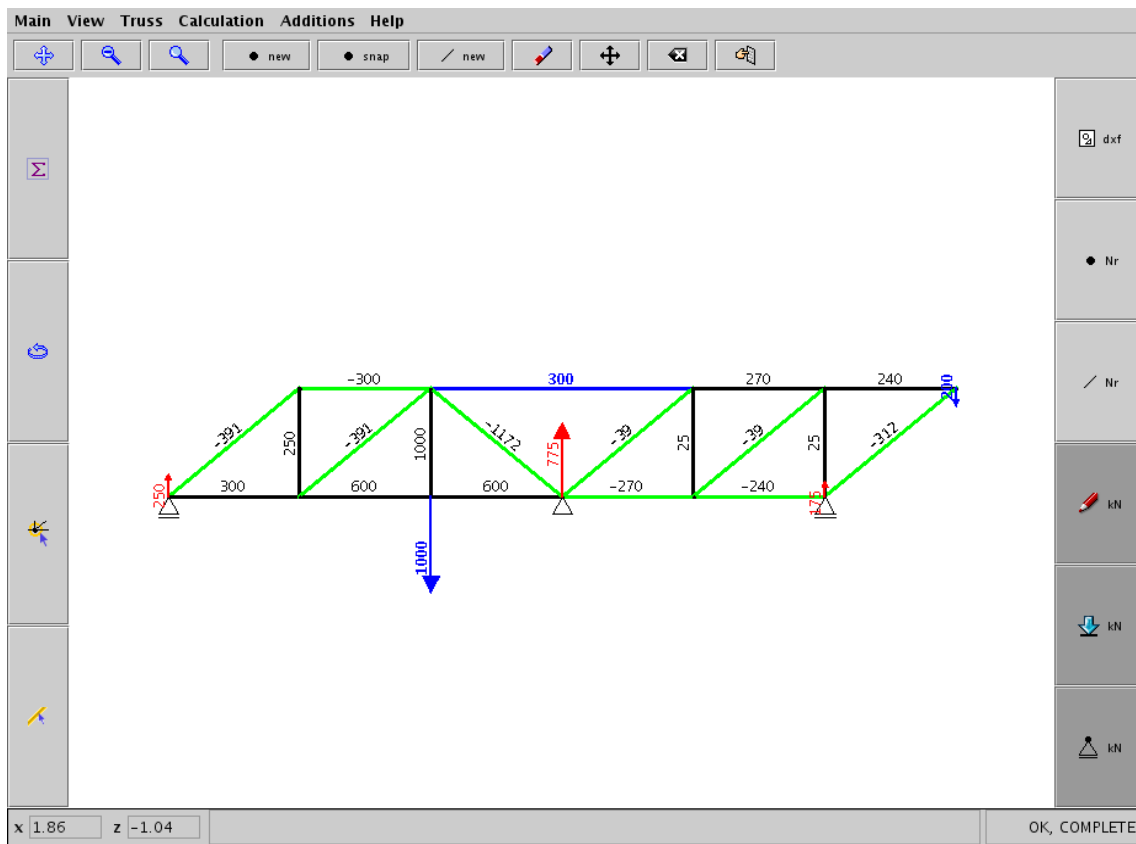 Main View Truss Calculation Additions Help
new snap new
dxf
Nr
Nr
kN
kN
kN
-300 300 270 240 200
-391 250 -391 1000 -1172 775 -39 25 -39 25 -312
250 300 600 600 -270 -240 175
1000
x 1.86 z -1.04 OK, COMPLETE